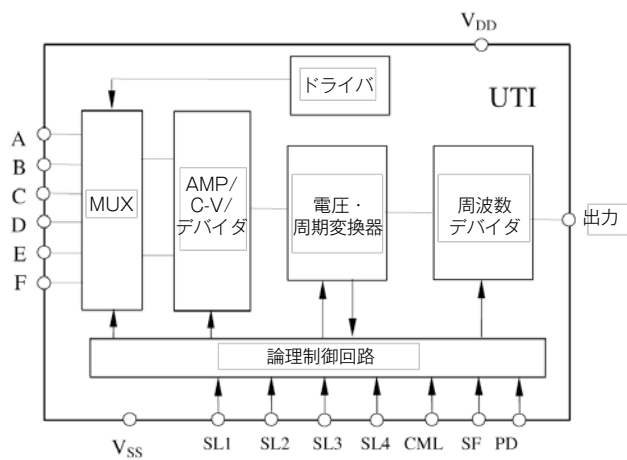 V_DD
UTI
ドライバ
A
B
C
D
E
F
MUX
AMP/
C-V/
デバイダ
電圧・
周期変換器
周波数
デバイダ
出力
論理制御回路
V_SS
SL1
SL2
SL3
SL4
CML
SF
PD